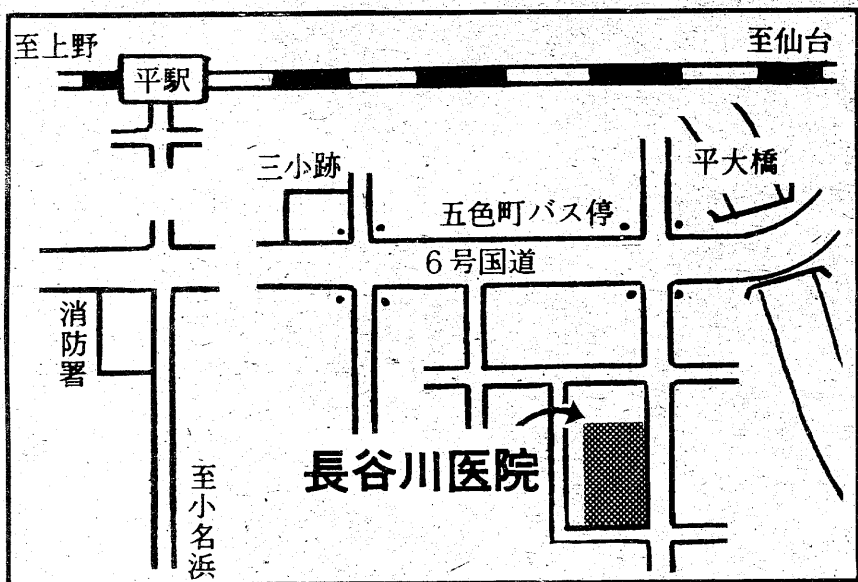 至上野
至仙台
平駅
三小跡
平大橋
五色町バス停
6号国道
消防署
長谷川医院
至小名浜